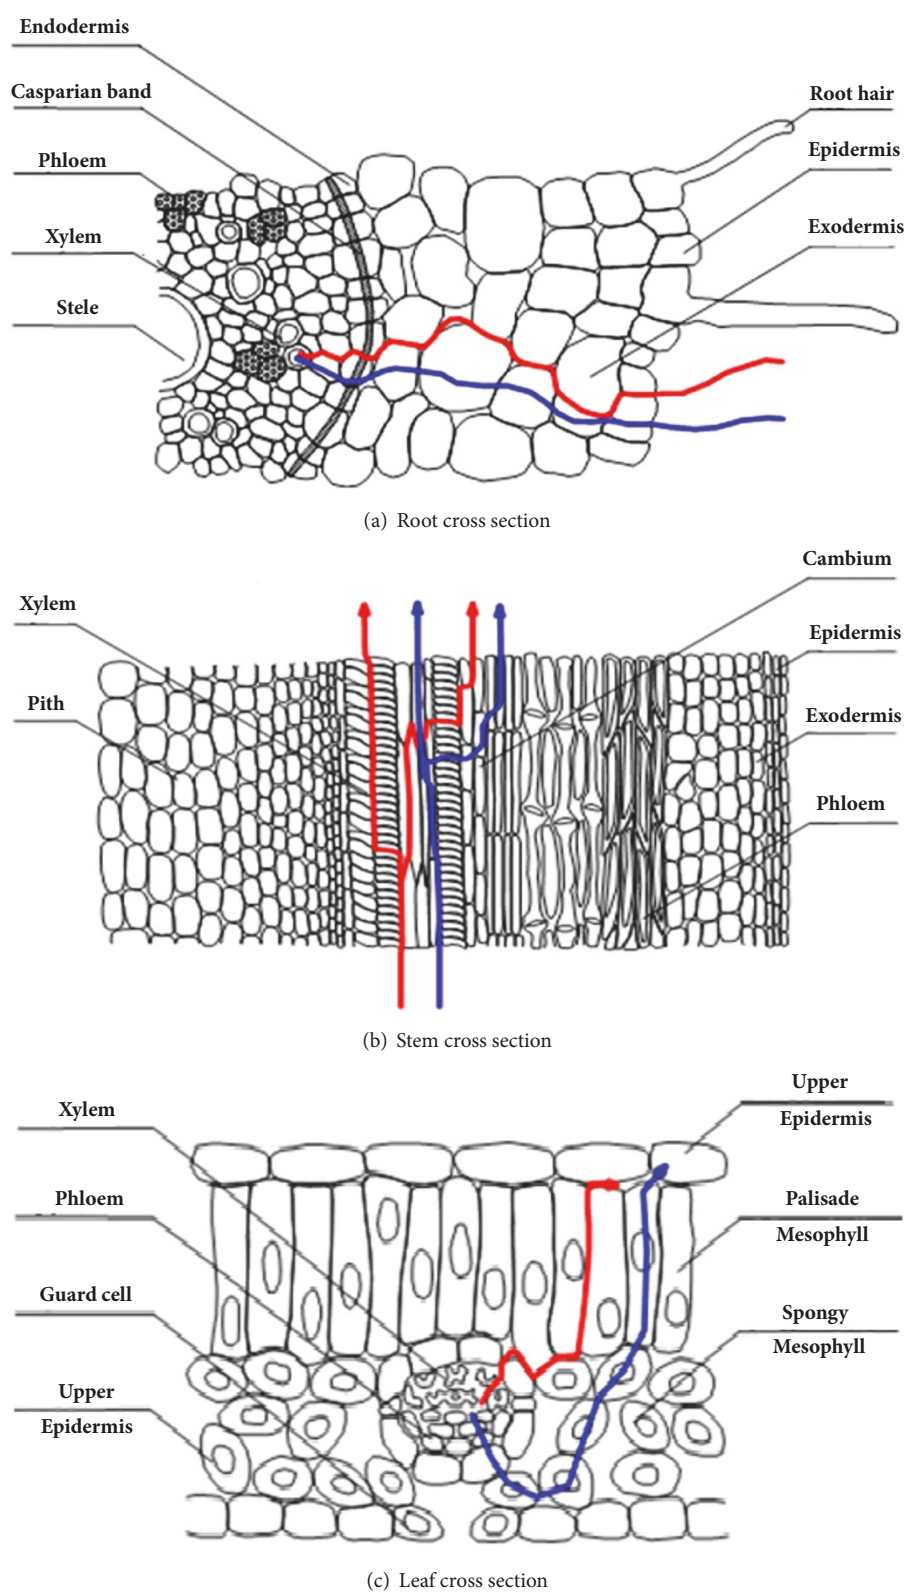 Endodermis
Casparian band
Phloem
Xylem
Stele
Root hair
Epidermis
Exodermis
(a) Root cross section
Xylem
Pith
Cambium
Epidermis
Exodermis
Phloem
(b) Stem cross section
Xylem
Phloem
Guard cell
Upper
Epidermis
Upper
Epidermis
Palisade
Mesophyll
Spongy
Mesophyll
(c) Leaf cross section